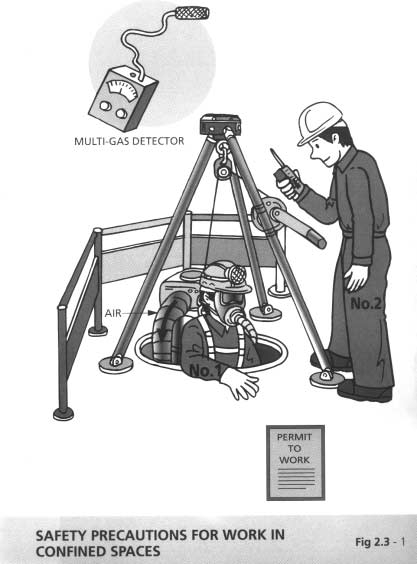 MULTI-GAS DETECTOR
AIR
No.1
No.2
PERMIT
TO
WORK
SAFETY PRECAUTIONS FOR WORK IN
CONFINED SPACES
Fig 2.3 - 1